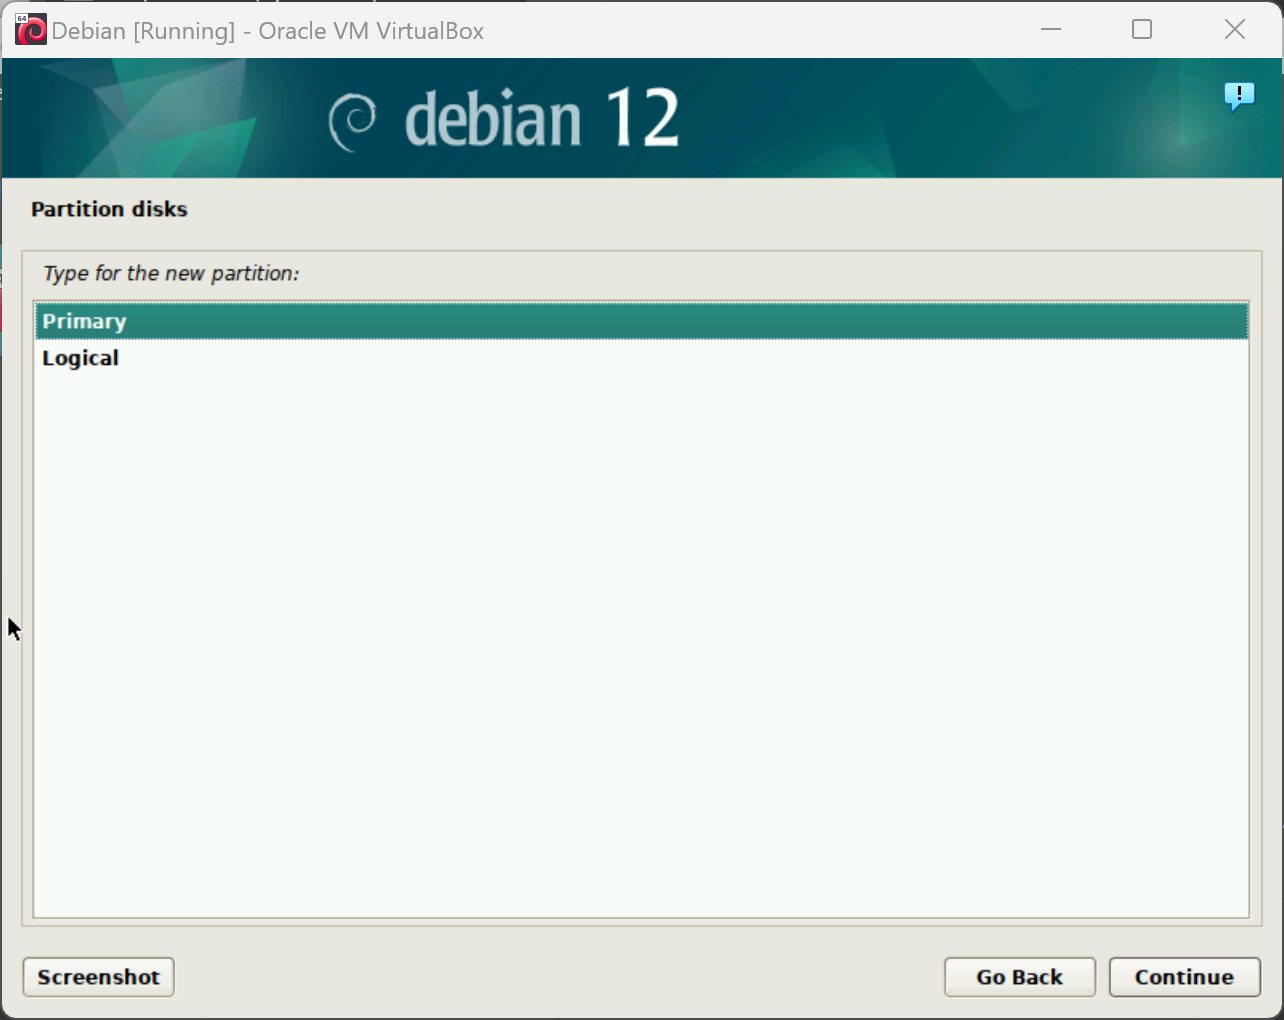 64
Debian [Running] - Oracle VM VirtualBox
debian 12
!
Partition disks
Type for the new partition:
Primary
Logical
Screenshot
Go Back
Continue